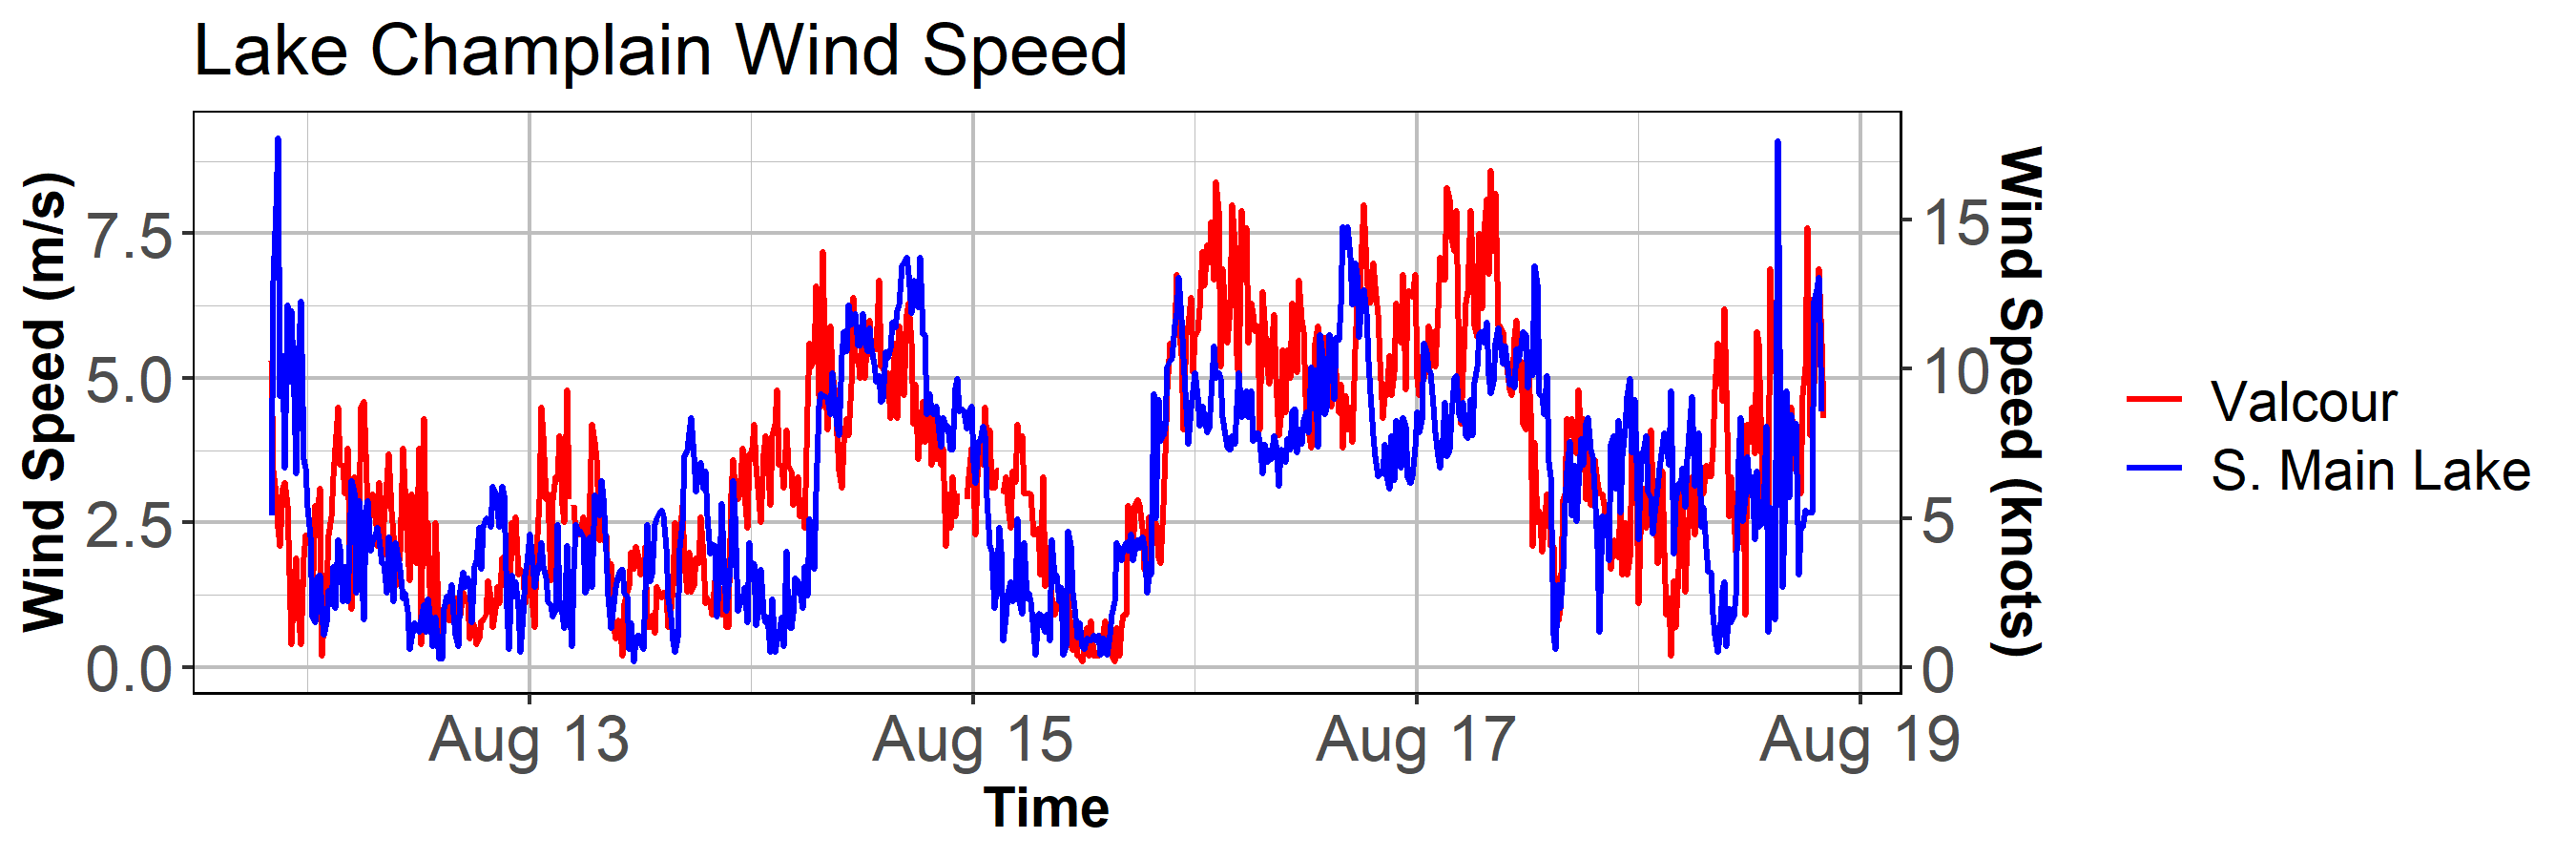 Lake Champlain Wind Speed
Wind Speed (m/s)
7.5
5.0
2.5
0.0
Wind Speed (knots)
15
10
5
0
Aug 13
Aug 15
Aug 17
Aug 19
Time
Valcour
S. Main Lake